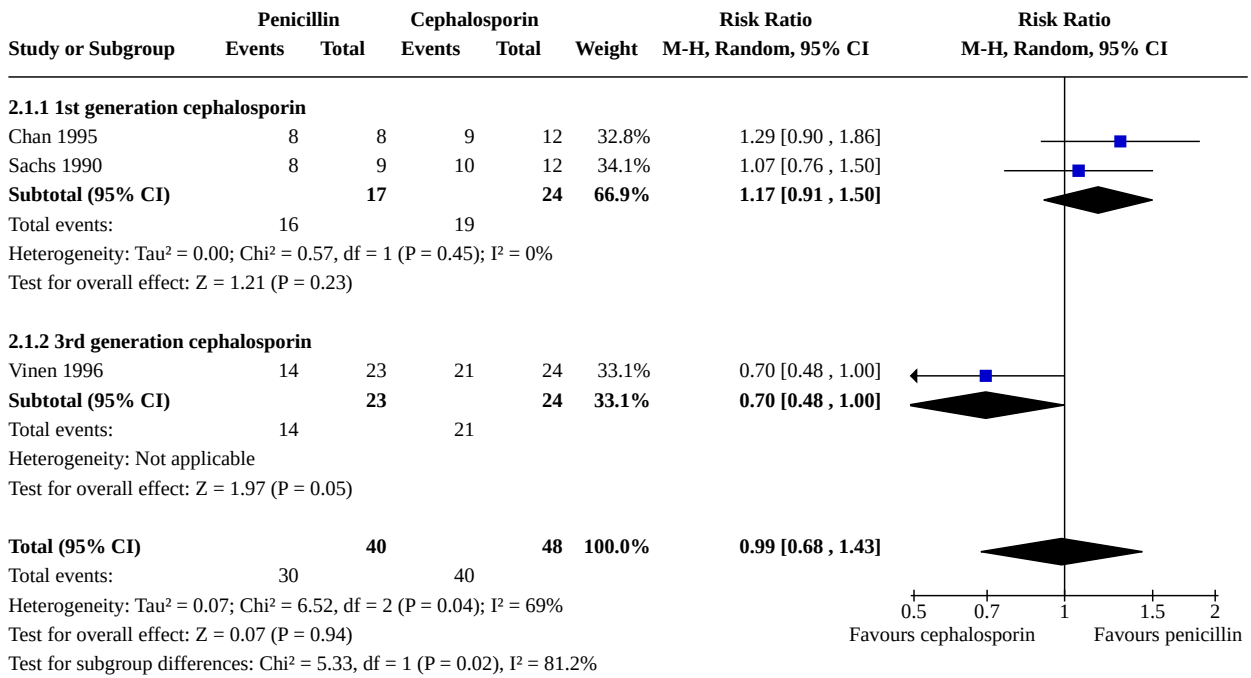 Penicillin Cephalosporin Risk Ratio Risk Ratio
Study or Subgroup Events Total Events Total Weight M-H, Random, 95% CI M-H, Random, 95% CI
2.1.1 1st generation cephalosporin
Chan 1995 8 8 9 12 32.8% 1.29 [0.90 , 1.86]
Sachs 1990 8 9 10 12 34.1% 1.07 [0.76 , 1.50]
Subtotal (95% CI) 17 24 66.9% 1.17 [0.91 , 1.50]
Total events: 16 19
Heterogeneity: Tau² = 0.00; Chi² = 0.57, df = 1 (P = 0.45); I² = 0%
Test for overall effect: Z = 1.21 (P = 0.23)
2.1.2 3rd generation cephalosporin
Vinen 1996 14 23 21 24 33.1% 0.70 [0.48 , 1.00]
Subtotal (95% CI) 23 24 33.1% 0.70 [0.48 , 1.00]
Total events: 14 21
Heterogeneity: Not applicable
Test for overall effect: Z = 1.97 (P = 0.05)
Total (95% CI) 40 48 100.0% 0.99 [0.68 , 1.43]
Total events: 30 40
Heterogeneity: Tau² = 0.07; Chi² = 6.52, df = 2 (P = 0.04); I² = 69%
0.5 0.7 1 1.5 2
Test for overall effect: Z = 0.07 (P = 0.94) Favours cephalosporin Favours penicillin
Test for subgroup differences: Chi² = 5.33, df = 1 (P = 0.02), I² = 81.2%